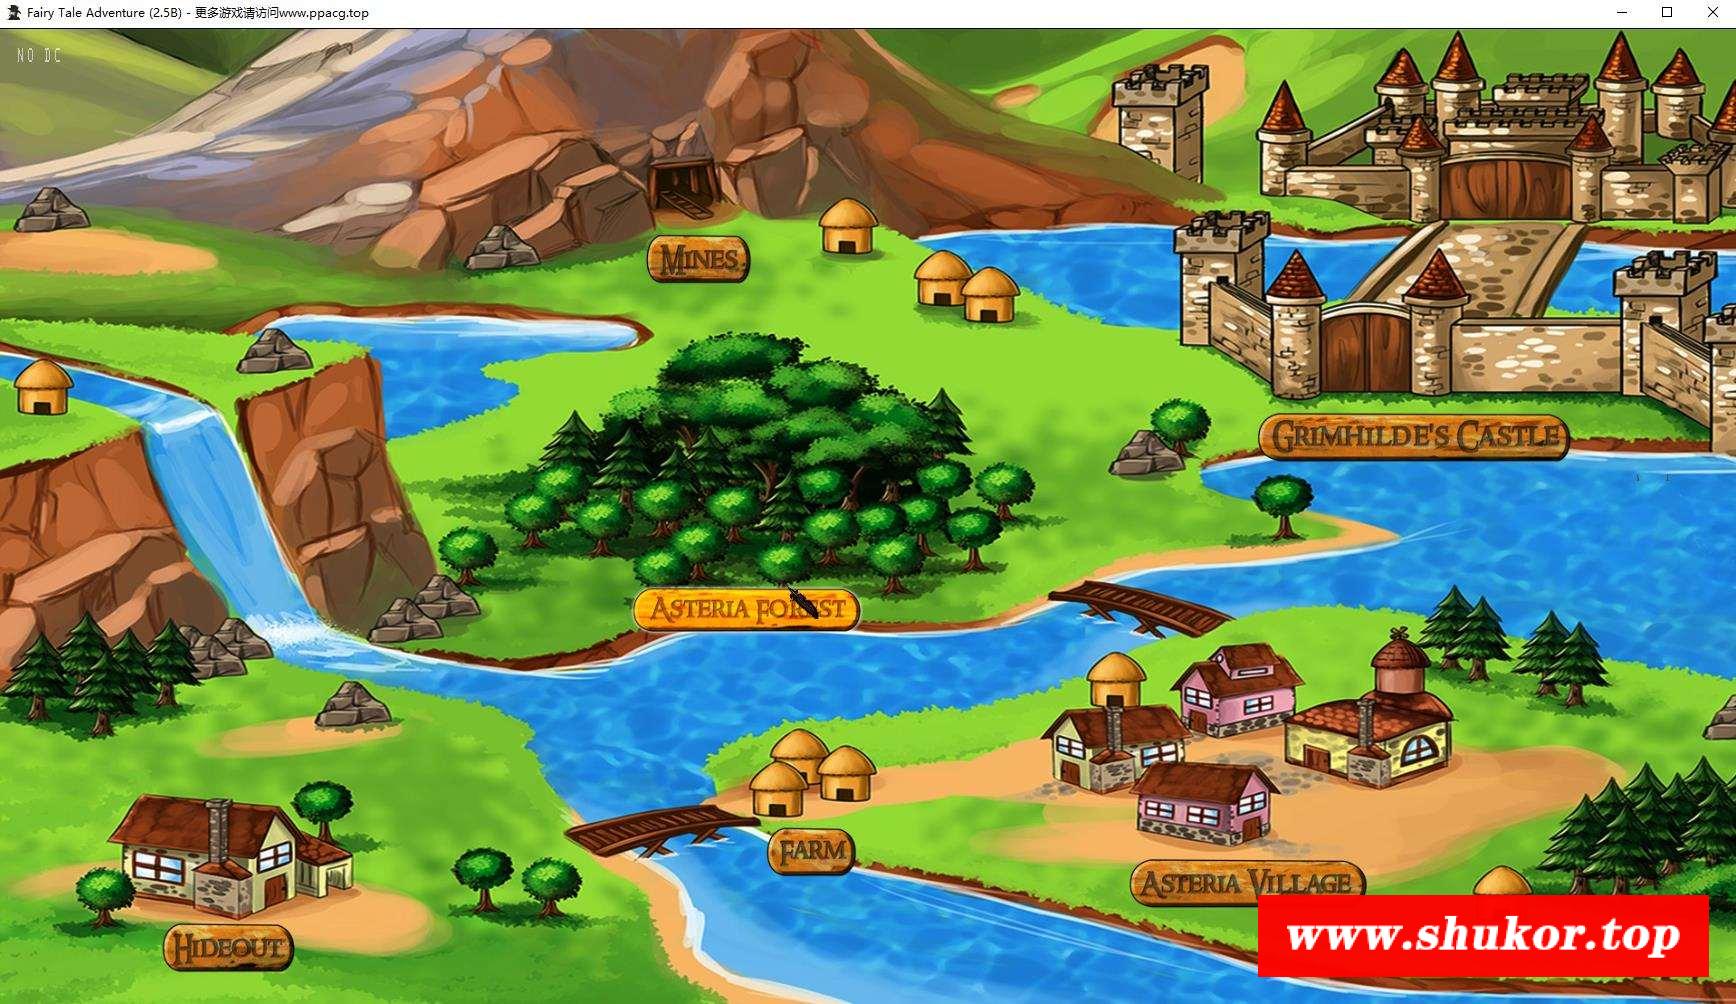 Fairy Tale Adventure (2.5B) - 更多游戏请访问www.ppacg.top
NO DC
MINES
GRIMHILDE'S CASTLE
ASTERIA FOREST
FARM
ASTERIA VILLAGE
HIDEOUT
www.shukor.top